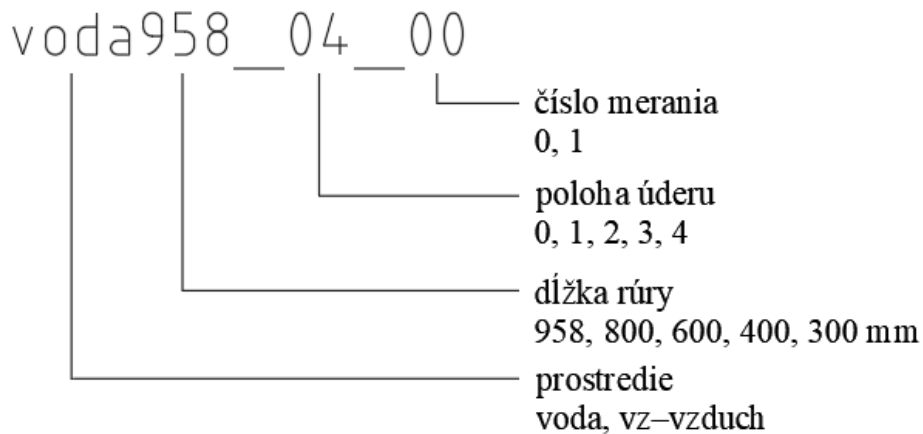 voda958__04__00
číslo merania
0, 1
poloha úderu
0, 1, 2, 3, 4
dĺžka rúry
958, 800, 600, 400, 300 mm
prostredie
voda, vz–vzduch